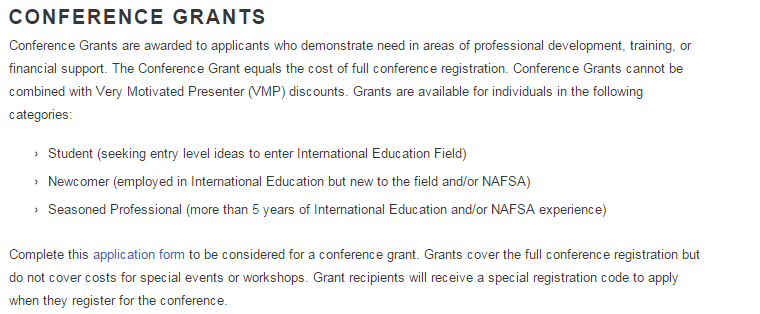 CONFERENCE GRANTS
Conference Grants are awarded to applicants who demonstrate need in areas of professional development, training, or
financial support. The Conference Grant equals the cost of full conference registration. Conference Grants cannot be
combined with Very Motivated Presenter (VMP) discounts. Grants are available for individuals in the following
categories:
› Student (seeking entry level ideas to enter International Education Field)
› Newcomer (employed in International Education but new to the field and/or NAFSA)
› Seasoned Professional (more than 5 years of International Education and/or NAFSA experience)
Complete this application form to be considered for a conference grant. Grants cover the full conference registration but
do not cover costs for special events or workshops. Grant recipients will receive a special registration code to apply
when they register for the conference.